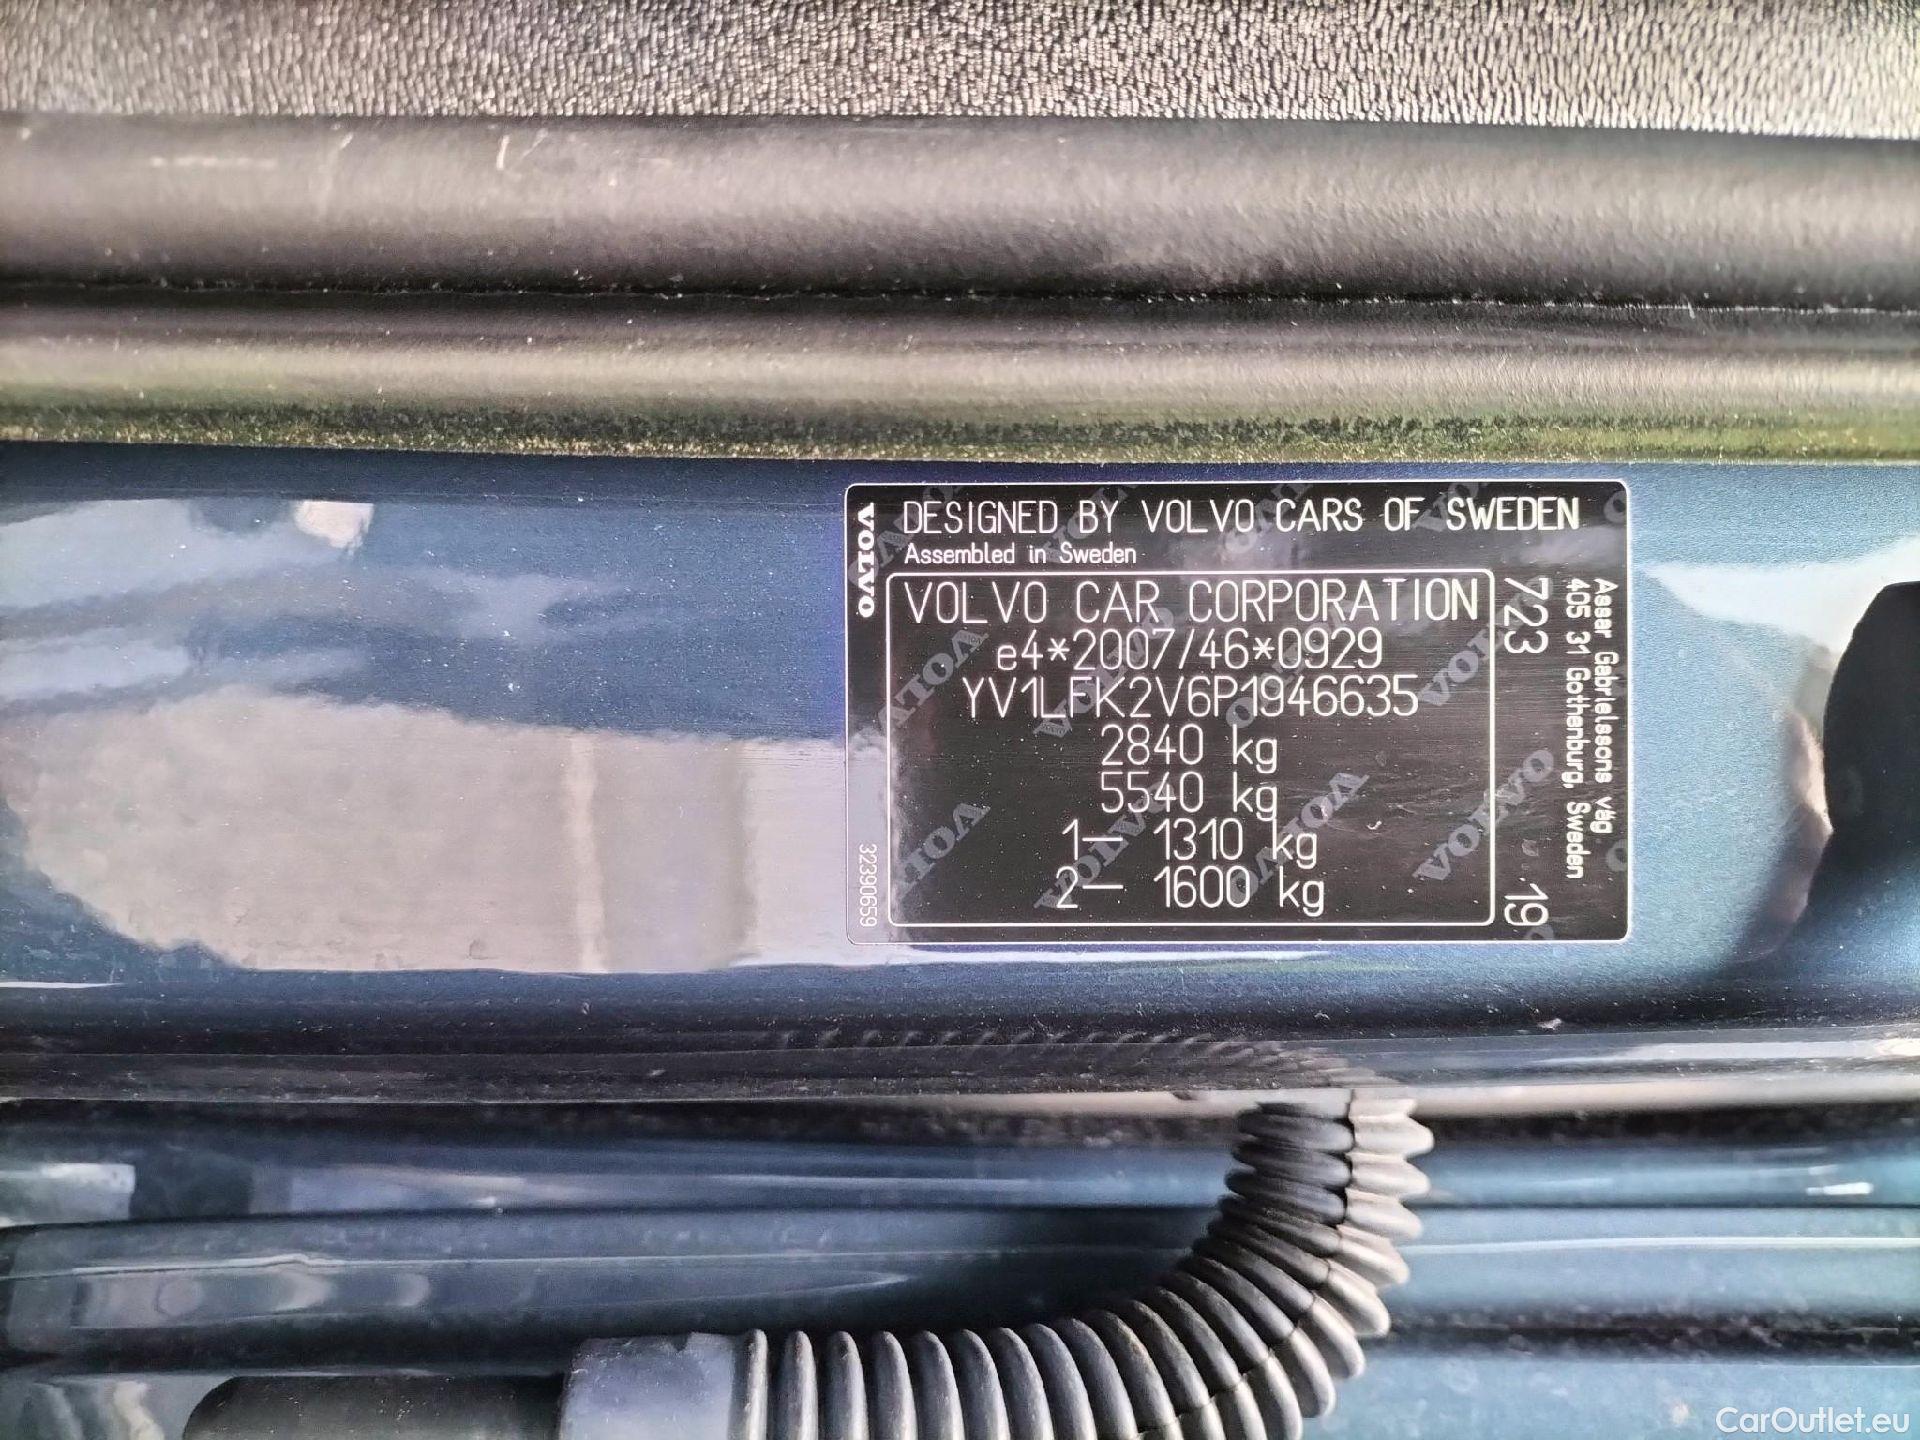 VOLVO
DESIGNED BY VOLVO CARS OF SWEDEN
Assembled in Sweden
VOLVO CAR CORPORATION
e4*2007/46*0929
YV1LFK2V6P1946635
2840 kg
5540 kg
1– 1310 kg
2– 1600 kg
723 19
Asser Gabrielssons väg
405 31 Gothenburg, Sweden
32390659
CarOutlet.eu